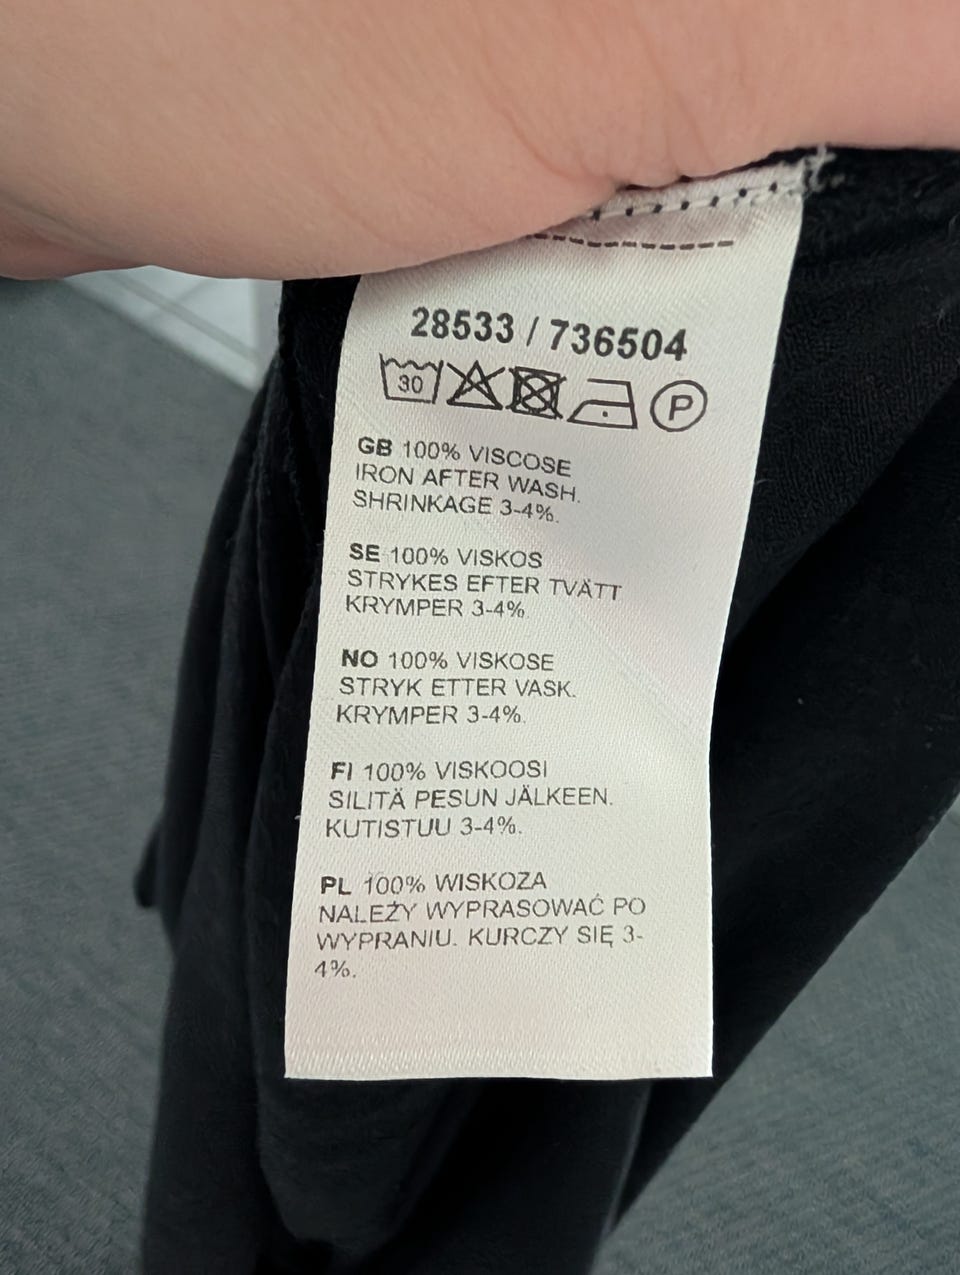 28533 / 736504
30 P
GB 100% VISCOSE
IRON AFTER WASH.
SHRINKAGE 3-4%.
SE 100% VISKOS
STRYKES EFTER TVÄTT
KRYMPER 3-4%.
NO 100% VISKOSE
STRYK ETTER VASK.
KRYMPER 3-4%.
FI 100% VISKOOSI
SILITÄ PESUN JÄLKEEN.
KUTISTUU 3-4%.
PL 100% WISKOZA
NALEŻY WYPRASOWAĆ PO
WYPRANIU. KURCZY SIĘ 3-
4%.